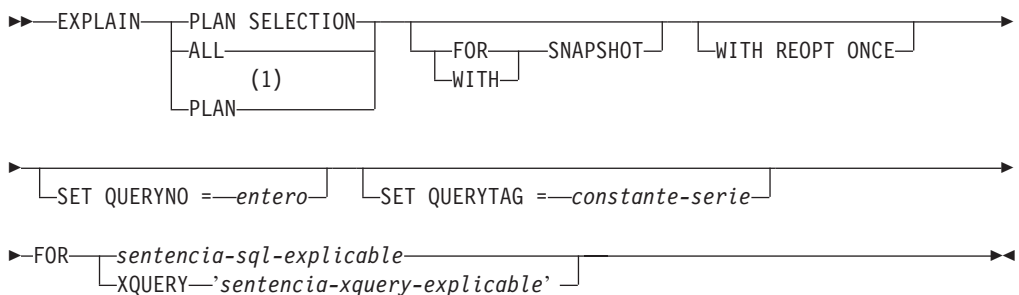 EXPLAIN PLAN SELECTION
ALL FOR SNAPSHOT WITH REOPT ONCE
(1) WITH
PLAN
SET QUERYNO = entero SET QUERYTAG = constante-serie
FOR sentencia-sql-explicable
XQUERY ’sentencia-xquery-explicable’